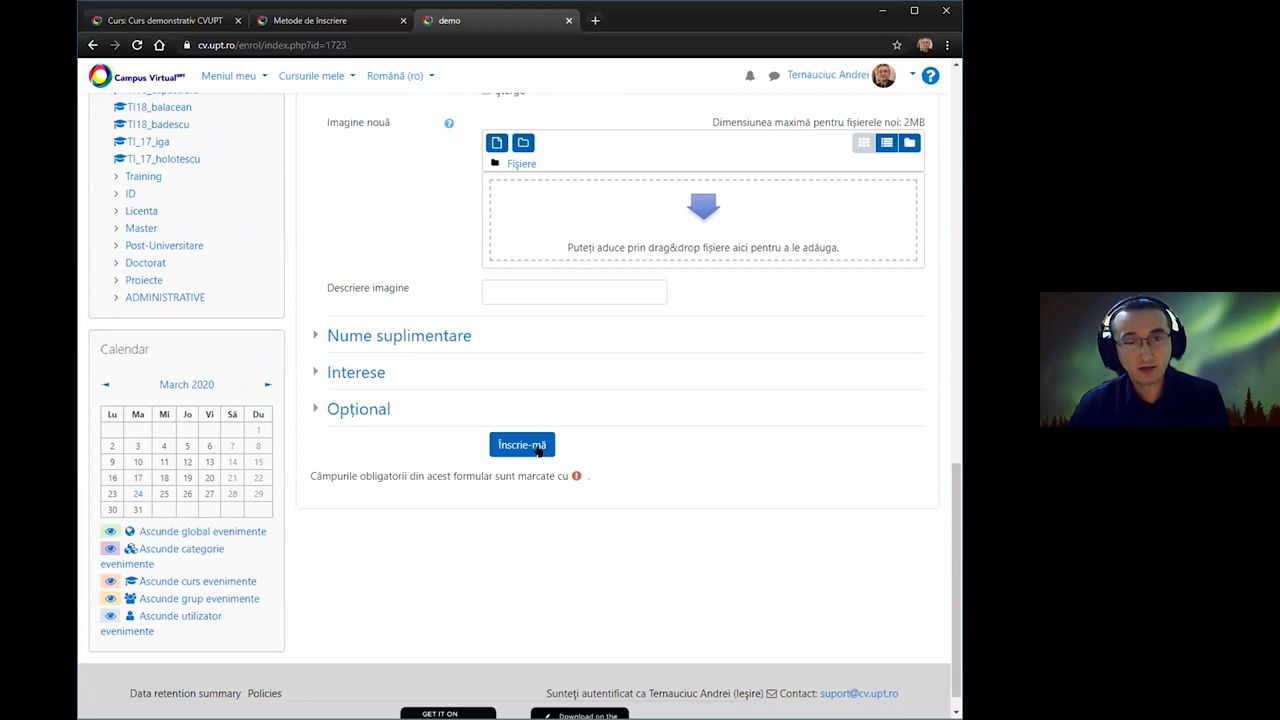 Curs: Curs demonstrativ CVUPT
Metode de înscriere
demo
cv.upt.ro/enrol/index.php?id=1723
Campus Virtual upt
Meniul meu
Cursurile mele
Română (ro)
Ternauciuc Andrei
TI18_balacean
TI18_badescu
TI_17_iga
TI_17_holotescu
Training
ID
Licenta
Master
Post-Universitare
Doctorat
Proiecte
ADMINISTRATIVE
Calendar
◄ March 2020 ►
Lu Ma Mi Jo Vi Sâ Du
1
2 3 4 5 6 7 8
9 10 11 12 13 14 15
16 17 18 19 20 21 22
23 24 25 26 27 28 29
30 31
Ascunde global evenimente
Ascunde categorie
evenimente
Ascunde curs evenimente
Ascunde grup evenimente
Ascunde utilizator
evenimente
Imagine nouă
Dimensiunea maximă pentru fișierele noi: 2MB
Fişiere
Puteți aduce prin drag&drop fișiere aici pentru a le adăuga.
Descriere imagine
Nume suplimentare
Interese
Opțional
Înscrie-mă
Câmpurile obligatorii din acest formular sunt marcate cu .
Data retention summary Policies
Sunteţi autentificat ca Ternauciuc Andrei (Ieşire) Contact: suport@cv.upt.ro
GET IT ON
Download on the